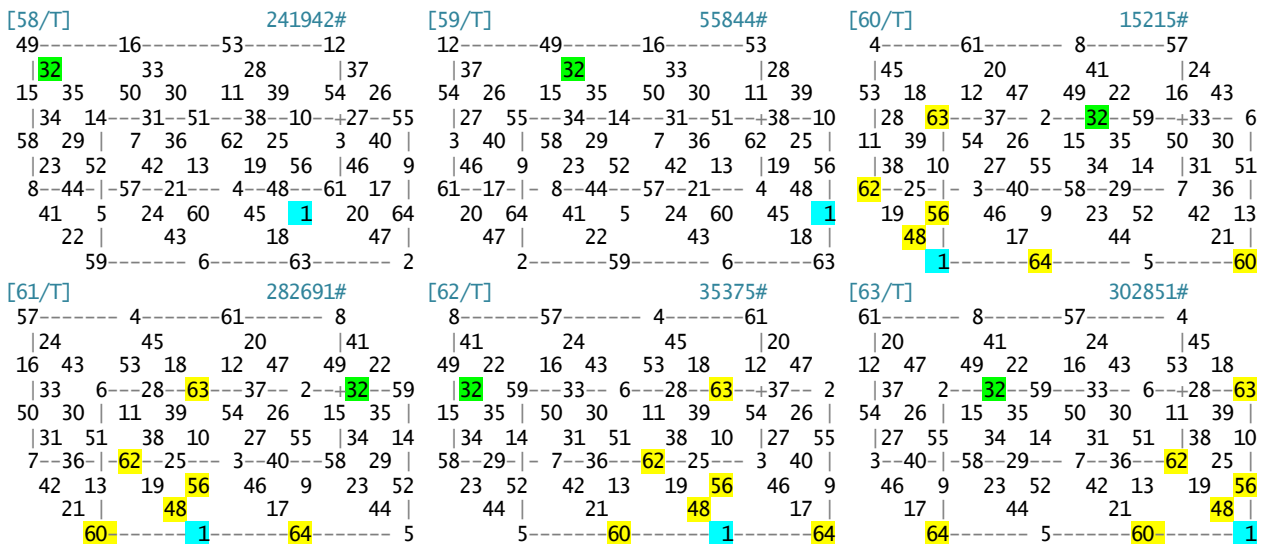 [58/T] 241942# [59/T] 55844# [60/T] 15215#
49--------16-------53--------12 12--------49-------16--------53 4-------61------- 8-------57
|32 33 28 |37 |37 32 33 |28 |45 20 41 |24
15 35 50 30 11 39 54 26 54 26 15 35 50 30 11 39 53 18 12 47 49 22 16 43
|34 14---31--51---38--10--+27--55 |27 55---34--14---31--51--+38--10 |28 63---37-- 2---32--59--+33-- 6
58 29 | 7 36 62 25 3 40 | 3 40 | 58 29 7 36 62 25 | 11 39 | 54 26 15 35 50 30 |
|23 52 42 13 19 56 46 9 |46 9 23 52 42 13 19 56 |38 10 27 55 34 14 |31 51
8--44-|-57--21--- 4--48---61 17 | 61--17-|- 8--44---57--21--- 4 48| 62--25-|- 3--40---58--29--- 7 36 |
41 5 24 60 45 1 20 64 20 64 41 5 24 60 45 1 19 56 46 9 23 52 42 13
22 | 43 18 47 | 47 | 22 43 18 | 48 | 17 44 21 |
59------- 6-------63------- 2 2-------59------- 6-------63 1-------64------- 5-------60
[61/T] 282691# [62/T] 35375# [63/T] 302851#
57-------- 4-------61-------- 8 8-------57------- 4-------61 61------- 8-------57------- 4
|24 45 20 |41 |41 24 45 |20 |20 41 24 |45
16 43 53 18 12 47 49 22 49 22 16 43 53 18 12 47 12 47 49 22 16 43 53 18
|33 6---28--63---37-- 2--+32--59 |32 59---33-- 6---28--63--+37-- 2 |37 2---32--59---33-- 6--+28--63
50 30 | 11 39 54 26 15 35 | 15 35 | 50 30 11 39 54 26 | 54 26 | 15 35 50 30 11 39 |
|31 51 38 10 27 55 |34 14 |34 14 31 51 38 10 |27 55 |27 55 34 14 31 51 |38 10
7--36-|-62--25--- 3--40---58 29 | 58--29-|- 7--36---62--25--- 3 40 | 3--40-|-58--29--- 7--36---62 25 |
42 13 19 56 46 9 23 52 23 52 42 13 19 56 46 9 46 9 23 52 42 13 19 56
21 | 48 17 44 | 44 | 21 48 17 | 17 | 44 21 48 |
60--------1-------64------- 5 5-------60--------1-------64 64------- 5-------60--------1